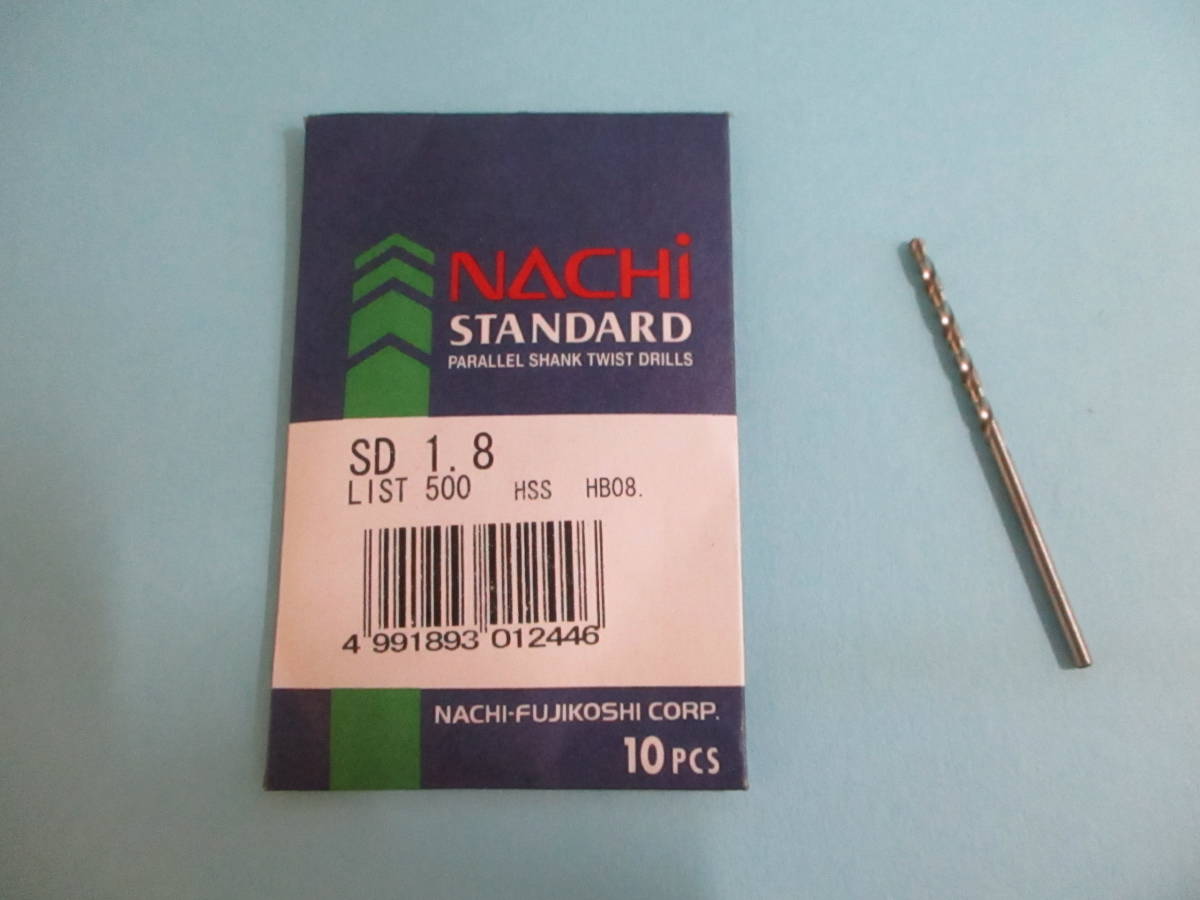 NACHi
STANDARD
PARALLEL SHANK TWIST DRILLS
SD 1.8
LIST 500 HSS HB08.
4 991893 012446
NACHI-FUJIKOSHI CORP.
10 PCS